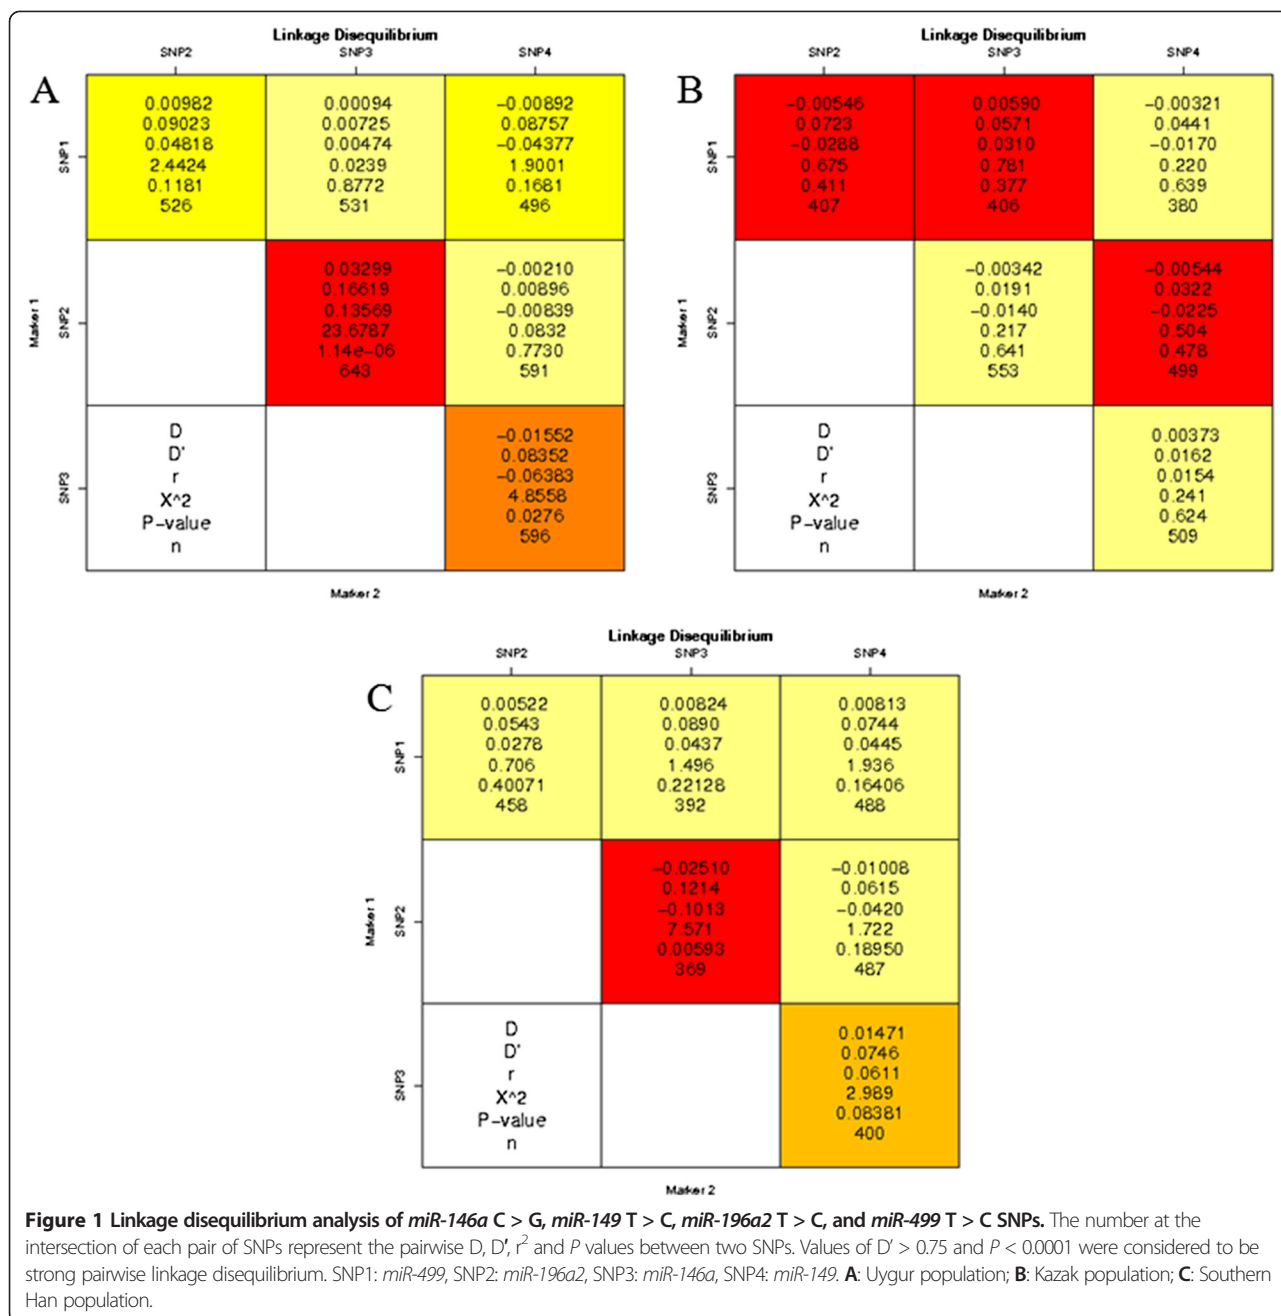 Linkage Disequilibrium
SNP2 SNP3 SNP4
A
SNP1
0.00982 0.00094 −0.00892
0.09023 0.00725 0.08757
0.04818 0.00474 −0.04377
2.4424 0.0239 1.9001
0.1181 0.8772 0.1681
526 531 496
Marker 1
SNP2
0.03299 −0.00210
0.16619 0.00896
0.13569 −0.00839
23.6787 0.0832
1.14e−06 0.7730
643 591
SNP3
D −0.01552
D' 0.08352
r −0.06383
X^2 4.8558
P−value 0.0276
n 596
Marker 2
Linkage Disequilibrium
SNP2 SNP3 SNP4
B
SNP1
−0.00546 0.00590 −0.00321
0.0723 0.0571 0.0441
−0.0288 0.0310 −0.0170
0.675 0.781 0.220
0.411 0.377 0.639
407 406 380
Marker 1
SNP2
−0.00342 −0.00544
0.0191 0.0322
−0.0140 −0.0225
0.217 0.504
0.641 0.478
553 499
SNP3
D 0.00373
D' 0.0162
r 0.0154
X^2 0.241
P−value 0.624
n 509
Marker 2
Linkage Disequilibrium
SNP2 SNP3 SNP4
C
SNP1
0.00522 0.00824 0.00813
0.0543 0.0890 0.0744
0.0278 0.0437 0.0445
0.706 1.496 1.936
0.40071 0.22128 0.16406
458 392 488
Marker 1
SNP2
−0.02510 −0.01008
0.1214 0.0615
−0.1013 −0.0420
7.571 1.722
0.00593 0.18950
369 487
SNP3
D 0.01471
D' 0.0746
r 0.0611
X^2 2.989
P−value 0.08381
n 400
Marker 2
Figure 1 Linkage disequilibrium analysis of miR-146a C > G, miR-149 T > C, miR-196a2 T > C, and miR-499 T > C SNPs. The number at the
intersection of each pair of SNPs represent the pairwise D, D′, r² and P values between two SNPs. Values of D′ > 0.75 and P < 0.0001 were considered to be
strong pairwise linkage disequilibrium. SNP1: miR-499, SNP2: miR-196a2, SNP3: miR-146a, SNP4: miR-149. A: Uygur population; B: Kazak population; C: Southern
Han population.